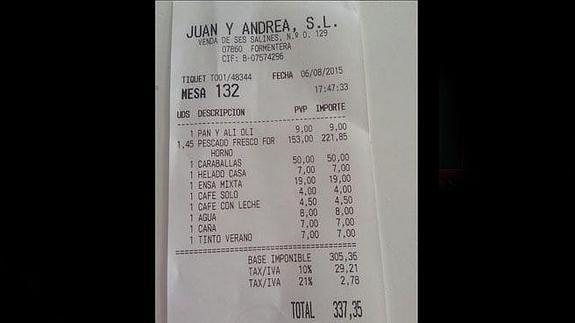 JUAN Y ANDREA, S.L.
VENDA DE SES SALINES, N.º O. 129
07860 FORMENTERA
CIF: B-07574296
TIQUET T001/48344 FECHA 06/08/2015
MESA 132 17:47:33
UDS DESCRIPCION PVP IMPORTE
1 PAN Y ALI OLI 9,00 9,00
1,45 PESCADO FRESCO FOR 153,00 221,85
HORNO
1 CARABALLAS 50,00 50,00
1 HELADO CASA 7,00 7,00
1 ENSA MIXTA 19,00 19,00
1 CAFE SOLO 4,00 4,00
1 CAFE CON LECHE 4,50 4,50
1 AGUA 8,00 8,00
1 CAÑA 7,00 7,00
1 TINTO VERANO 7,00 7,00
BASE IMPONIBLE 305,36
TAX/IVA 10% 29,21
TAX/IVA 21% 2,78
TOTAL 337,35